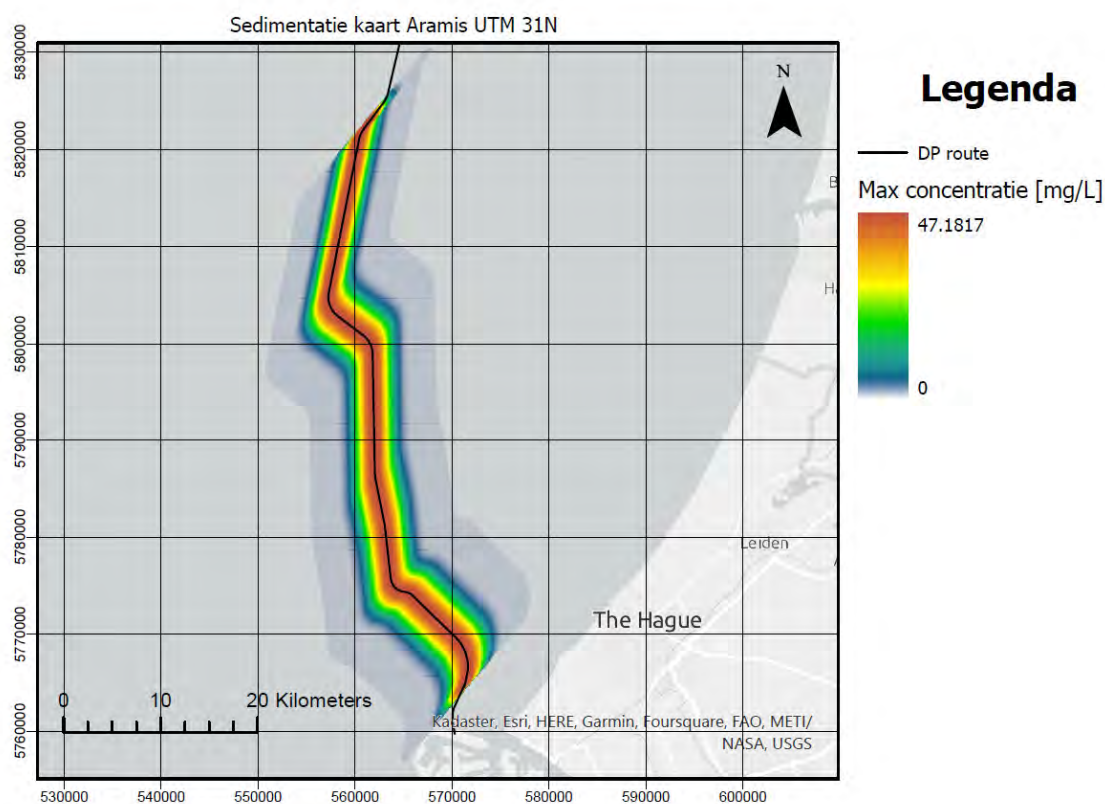 Sedimentatie kaart Aramis UTM 31N
5830000
5820000
5810000
5800000
5790000
5780000
5770000
5760000
N
B
H
Leiden
The Hague
0 10 20 Kilometers
Kadaster, Esri, HERE, Garmin, Foursquare, FAO, METI/
NASA, USGS
530000 540000 550000 560000 570000 580000 590000 600000
Legenda
DP route
Max concentratie [mg/L]
47.1817
0